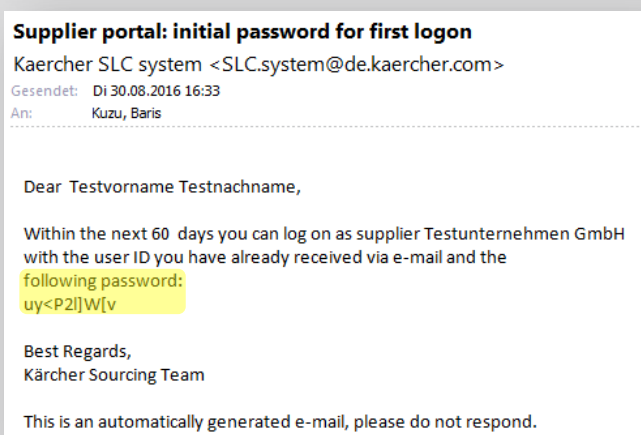 Supplier portal: initial password for first logon
Kaercher SLC system <SLC.system@de.kaercher.com>
Gesendet: Di 30.08.2016 16:33
An: Kuzu, Baris
Dear Testvorname Testnachname,
Within the next 60 days you can log on as supplier Testunternehmen GmbH
with the user ID you have already received via e-mail and the
following password:
uy<P2l]W[v
Best Regards,
Kärcher Sourcing Team
This is an automatically generated e-mail, please do not respond.